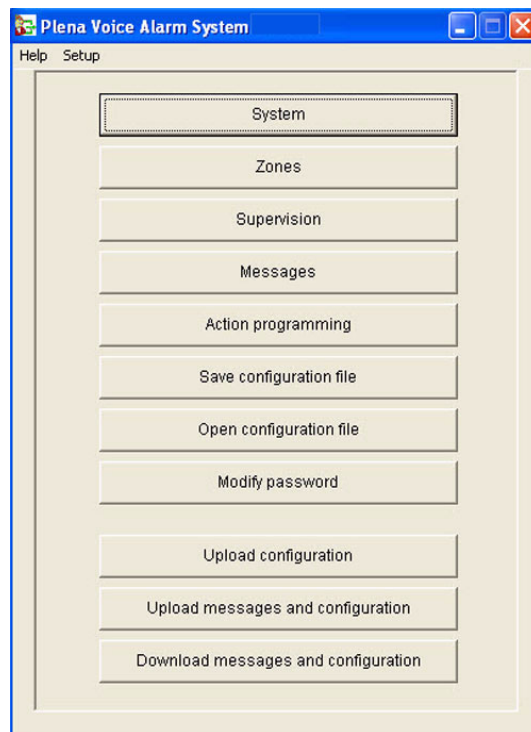 Plena Voice Alarm System
Help Setup
System
Zones
Supervision
Messages
Action programming
Save configuration file
Open configuration file
Modify password
Upload configuration
Upload messages and configuration
Download messages and configuration